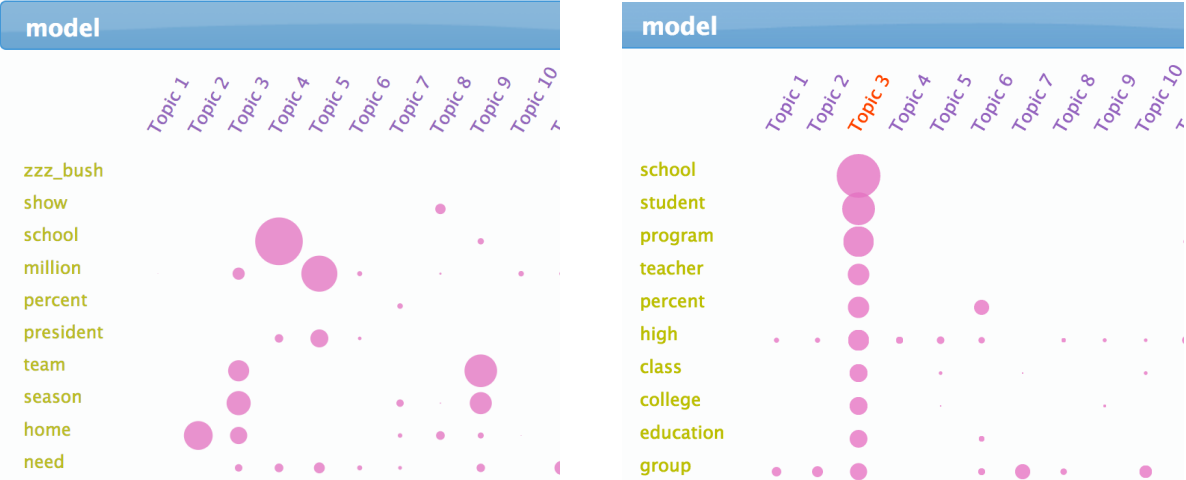 model
Topic 1
Topic 2
Topic 3
Topic 4
Topic 5
Topic 6
Topic 7
Topic 8
Topic 9
Topic 10
zzz_bush
show
school
million
percent
president
team
season
home
need
model
Topic 1
Topic 2
Topic 3
Topic 4
Topic 5
Topic 6
Topic 7
Topic 8
Topic 9
Topic 10
school
student
program
teacher
percent
high
class
college
education
group